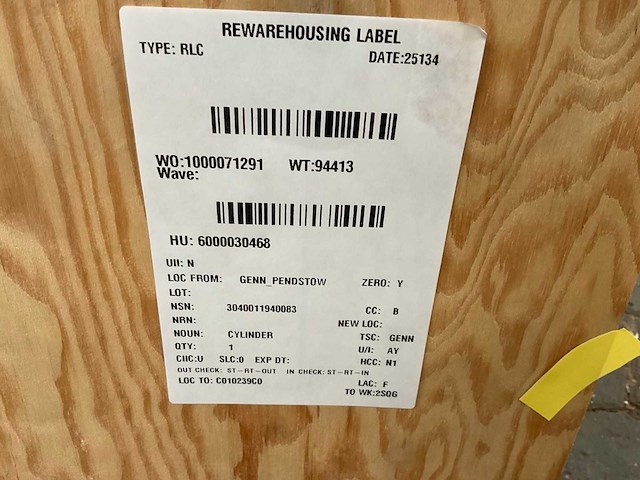 REWAREHOUSING LABEL
TYPE: RLC DATE:25134
WO:1000071291 WT:94413
Wave:
HU: 6000030468
UII: N
LOC FROM: GENN_PENDSTOW ZERO: Y
LOT:
NSN: 3040011940083 CC: B
NRN: NEW LOC:
NOUN: CYLINDER TSC: GENN
QTY: 1 U/I: AY
CIIC:U SLC:0 EXP DT: HCC: N1
OUT CHECK: ST-RT-OUT IN CHECK: ST-RT-IN
LOC TO: C010239C0 LAC: F
TO WK:2SQG